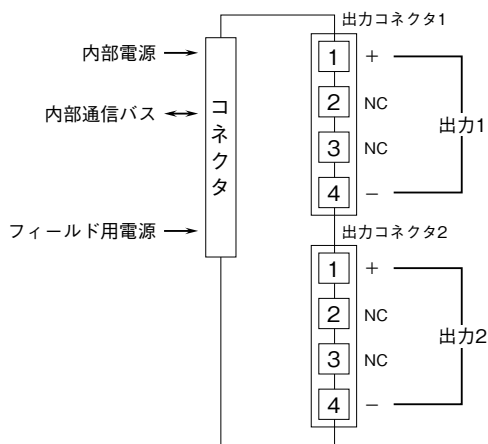 出力コネクタ1
内部電源
内部通信バス
フィールド用電源
コネクタ
1 +
2 NC
3 NC
4 −
出力1
出力コネクタ2
1 +
2 NC
3 NC
4 −
出力2